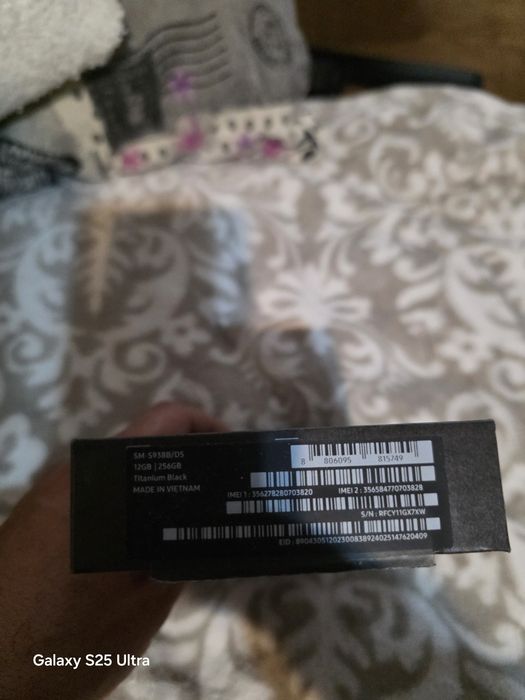 SM-S938B/DS
12GB | 256GB
Titanium Black
MADE IN VIETNAM
8 806095 815749
IMEI 1 : 356278280703820 IMEI 2 : 356584770703828
S/N : RFCY11GX7XW
EID : 89043051202300838924025147620409
Galaxy S25 Ultra